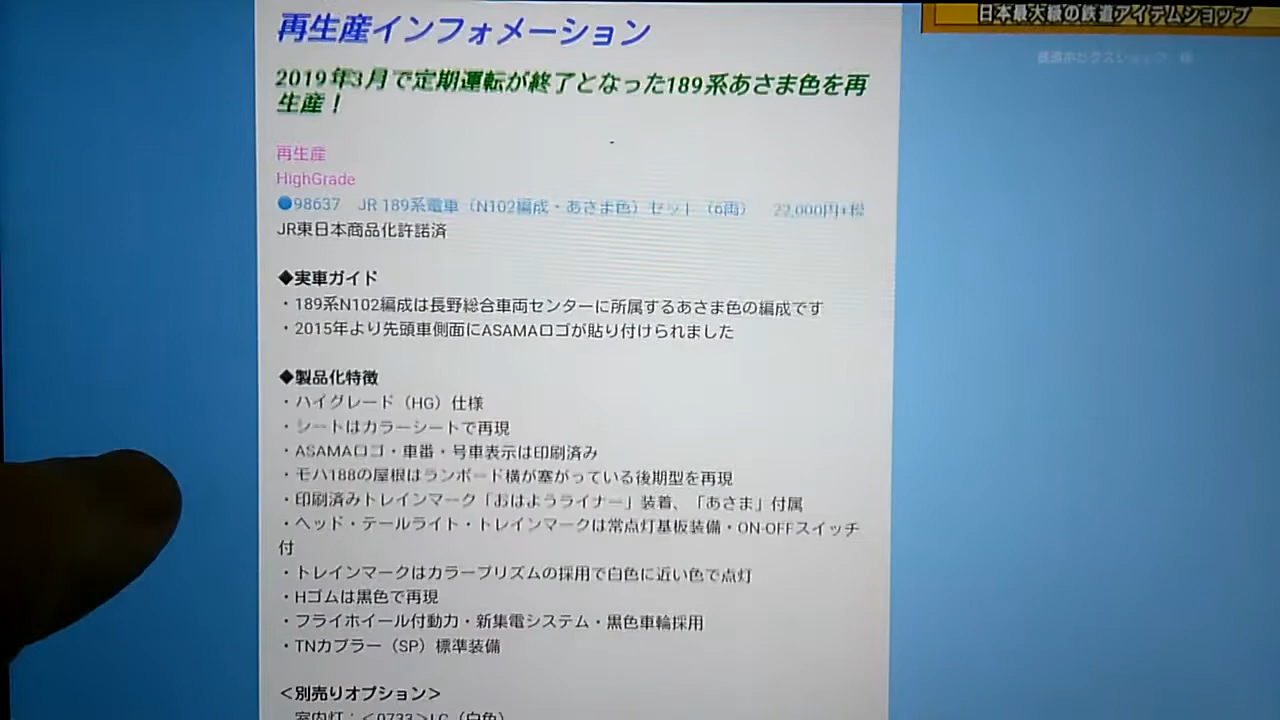 日本最大級の鉄道アイテムショップ
鉄道ホビダスショップ 様
再生産インフォメーション
2019年3月で定期運転が終了となった189系あさま色を再
生産！
再生産
HighGrade
●98637 JR 189系電車（N102編成・あさま色）セット（6両） 22,000円+税
JR東日本商品化許諾済
◆実車ガイド
・189系N102編成は長野総合車両センターに所属するあさま色の編成です
・2015年より先頭車側面にASAMAロゴが貼り付けられました
◆製品化特徴
・ハイグレード（HG）仕様
・シートはカラーシートで再現
・ASAMAロゴ・車番・号車表示は印刷済み
・モハ188の屋根はランボード横が塞がっている後期型を再現
・印刷済みトレインマーク「おはようライナー」装着、「あさま」付属
・ヘッド・テールライト・トレインマークは常点灯基板装備・ON-OFFスイッチ
付
・トレインマークはカラープリズムの採用で白色に近い色で点灯
・Hゴムは黒色で再現
・フライホイール付動力・新集電システム・黒色車輪採用
・TNカプラー（SP）標準装備
＜別売りオプション＞
室内灯：＜0733＞LC（白色）